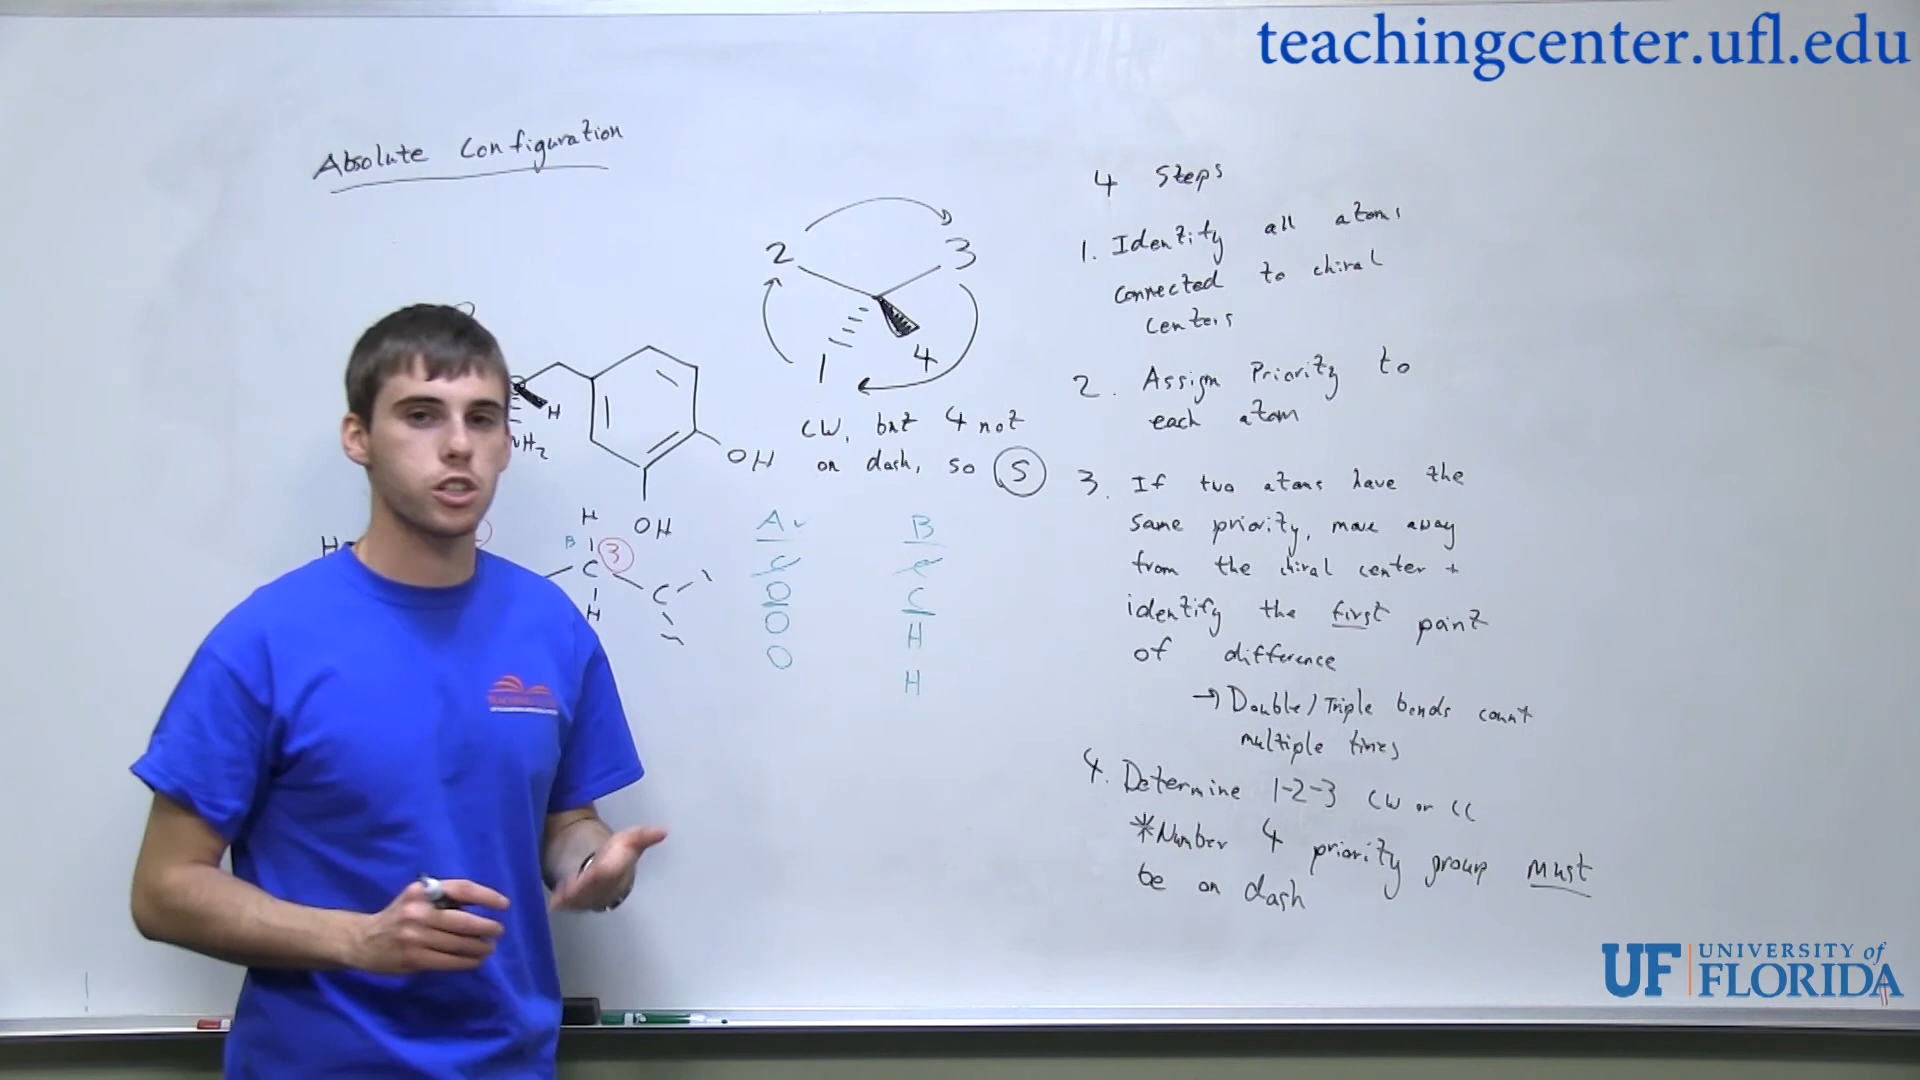 teachingcenter.ufl.edu
Absolute Configuration
2 3
1 4
CW, but 4 not
on dash, so S
H
NH2
OH
OH
H
H
B
C
3
C
H
A
B
C
C
O
C
O
H
O
H
4 Steps
1. Identify all atoms
connected to chiral
centers
2. Assign Priority to
each atom
3. If two atoms have the
same priority, move away
from the chiral center +
identify the first point
of difference
→ Double/Triple bonds count
multiple times
4. Determine 1-2-3 CW or CC
*Number 4 priority group must
be on dash
UF UNIVERSITY of
FLORIDA